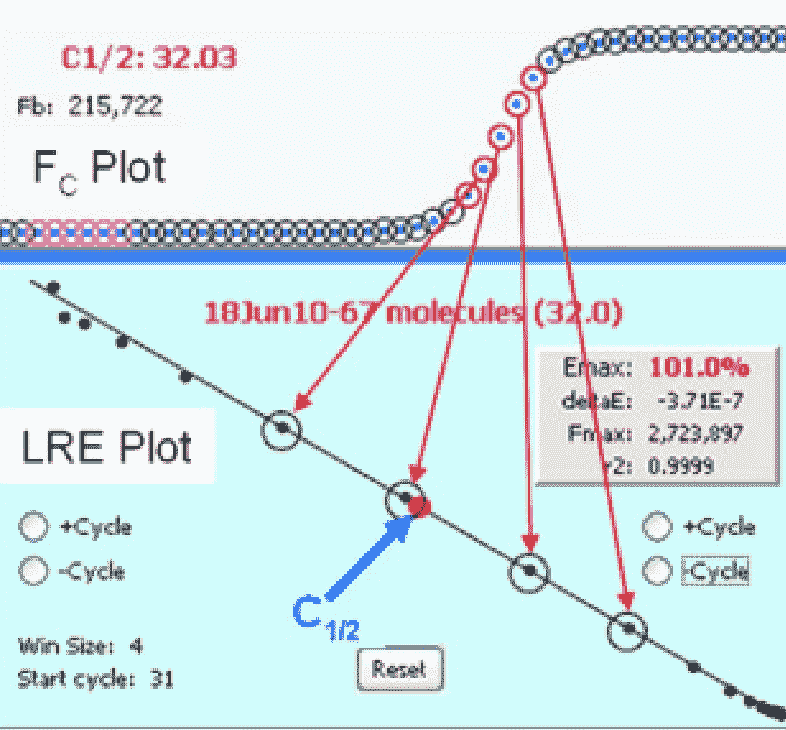 C1/2: 32.03
Fb: 215,722
FC Plot
18Jun10-67 molecules (32.0)
Emax: 101.0%
deltaE: -3.71E-7
Fmax: 2,723,897
r2: 0.9999
LRE Plot
+Cycle
-Cycle
+Cycle
-Cycle
C1/2
Win Size: 4
Start cycle: 31
Reset